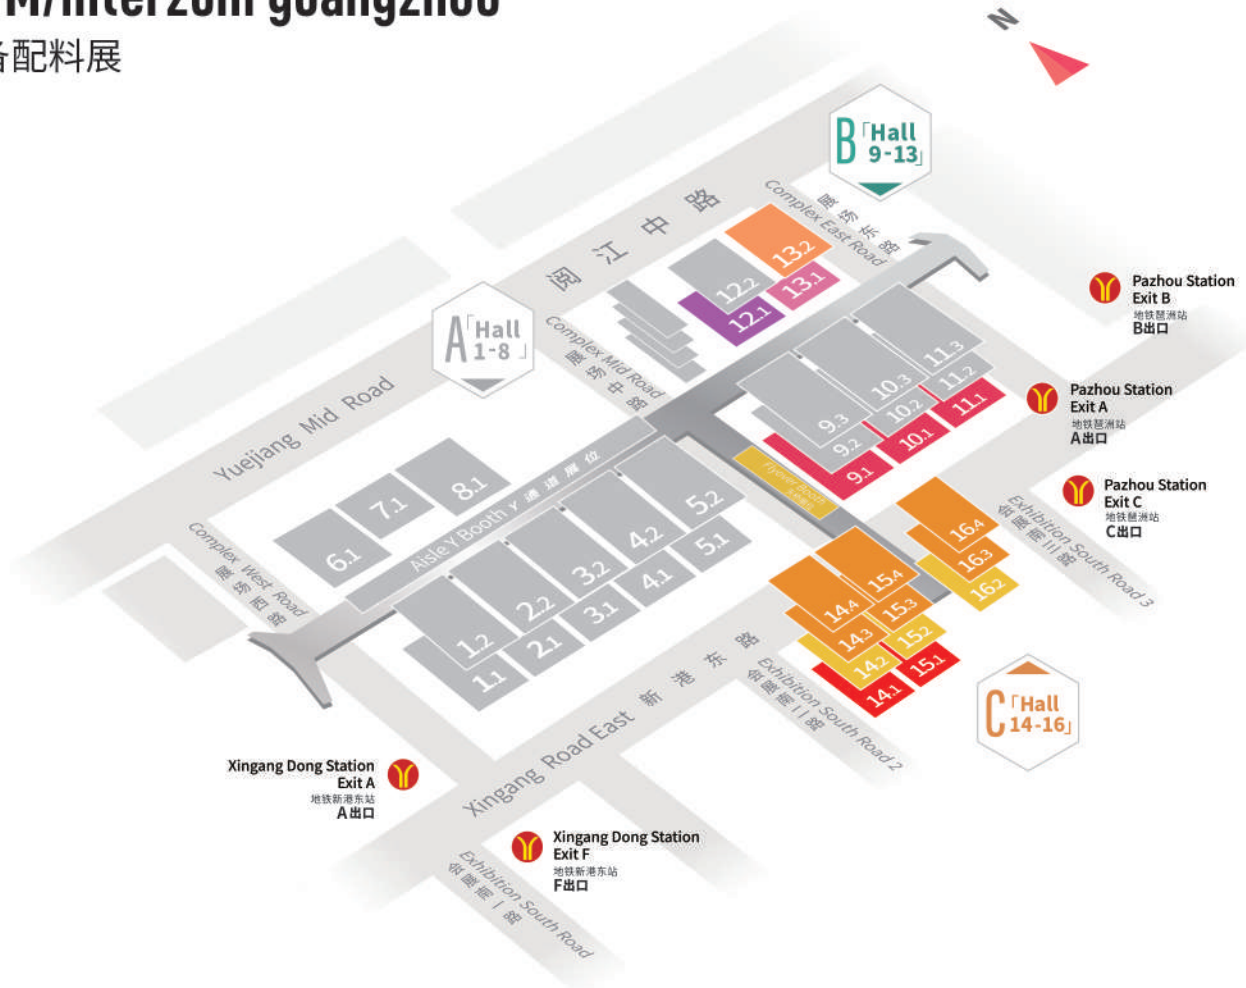 M/interzum guangzhou
备配料展
N
B「Hall
9-13」
阅江中路
Complex East Road
展场东路
13.2
12.2
13.1
12.1
A「Hall
1-8」
Complex Mid Road
展场中路
Pazhou Station
Exit B
地铁琶洲站
B出口
11.3
10.3
11.2
9.3
10.2
11.1
9.2
10.1
9.1
Pazhou Station
Exit A
地铁琶洲站
A出口
Yuejiang Mid Road
8.1
7.1
6.1
Aisle Y Booth Y 通道展位
Flyover Booth
5.2
4.2
5.1
3.2
4.1
2.2
3.1
1.2
2.1
1.1
Pazhou Station
Exit C
地铁琶洲站
C出口
Exhibition South Road 3
会展南三路
16.4
16.3
16.2
15.4
14.4
15.3
14.3
15.2
14.2
15.1
14.1
Complex West Road
展场西路
Xingang Road East 新港东路
Exhibition South Road 2
会展南二路
C「Hall
14-16」
Xingang Dong Station
Exit A
地铁新港东站
A出口
Xingang Dong Station
Exit F
地铁新港东站
F出口
Exhibition South Road
会展南一路